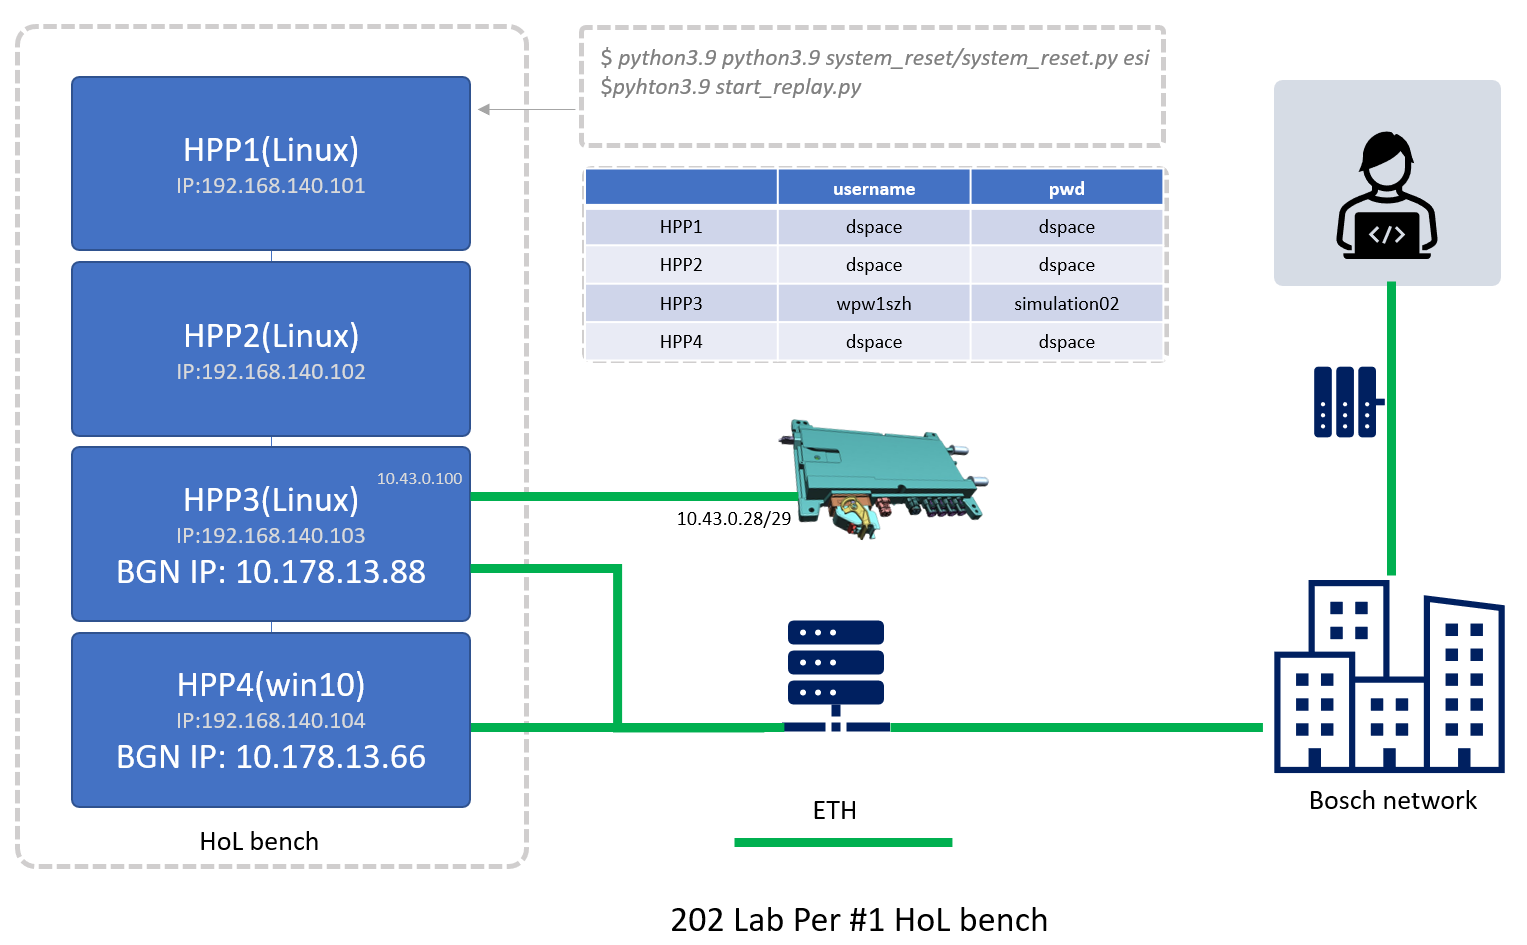 $ python3.9 python3.9 system_reset/system_reset.py esi
$pyhton3.9 start_replay.py
HPP1(Linux)
IP:192.168.140.101
username pwd
HPP1 dspace dspace
HPP2 dspace dspace
HPP3 wpw1szh simulation02
HPP4 dspace dspace
</>
HPP2(Linux)
IP:192.168.140.102
10.43.0.100
HPP3(Linux)
IP:192.168.140.103
BGN IP: 10.178.13.88
10.43.0.28/29
HPP4(win10)
IP:192.168.140.104
BGN IP: 10.178.13.66
HoL bench
ETH
Bosch network
202 Lab Per #1 HoL bench